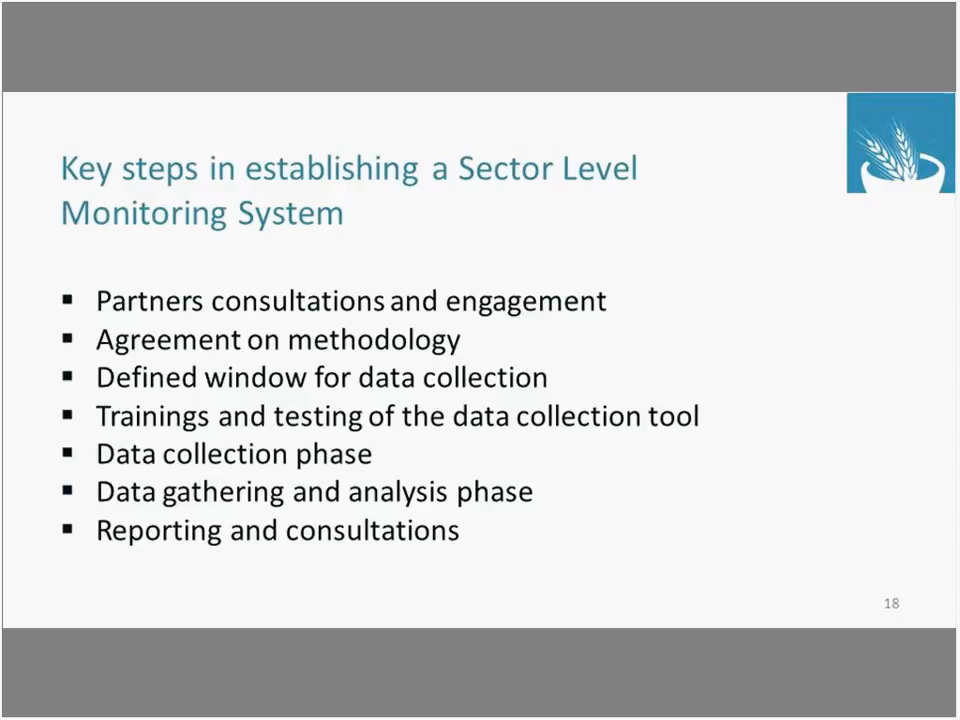 Key steps in establishing a Sector Level
Monitoring System
▪ Partners consultations and engagement
▪ Agreement on methodology
▪ Defined window for data collection
▪ Trainings and testing of the data collection tool
▪ Data collection phase
▪ Data gathering and analysis phase
▪ Reporting and consultations
18